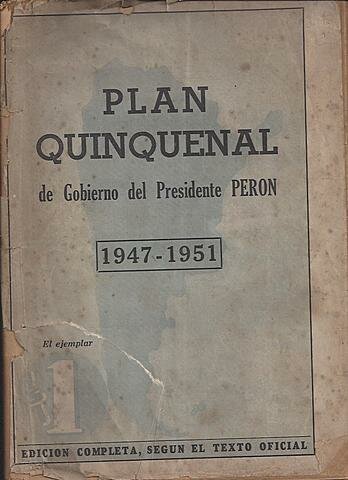 PLAN
QUINQUENAL
de Gobierno del Presidente PERON
1947-1951
El ejemplar
$1
EDICION COMPLETA, SEGUN EL TEXTO OFICIAL